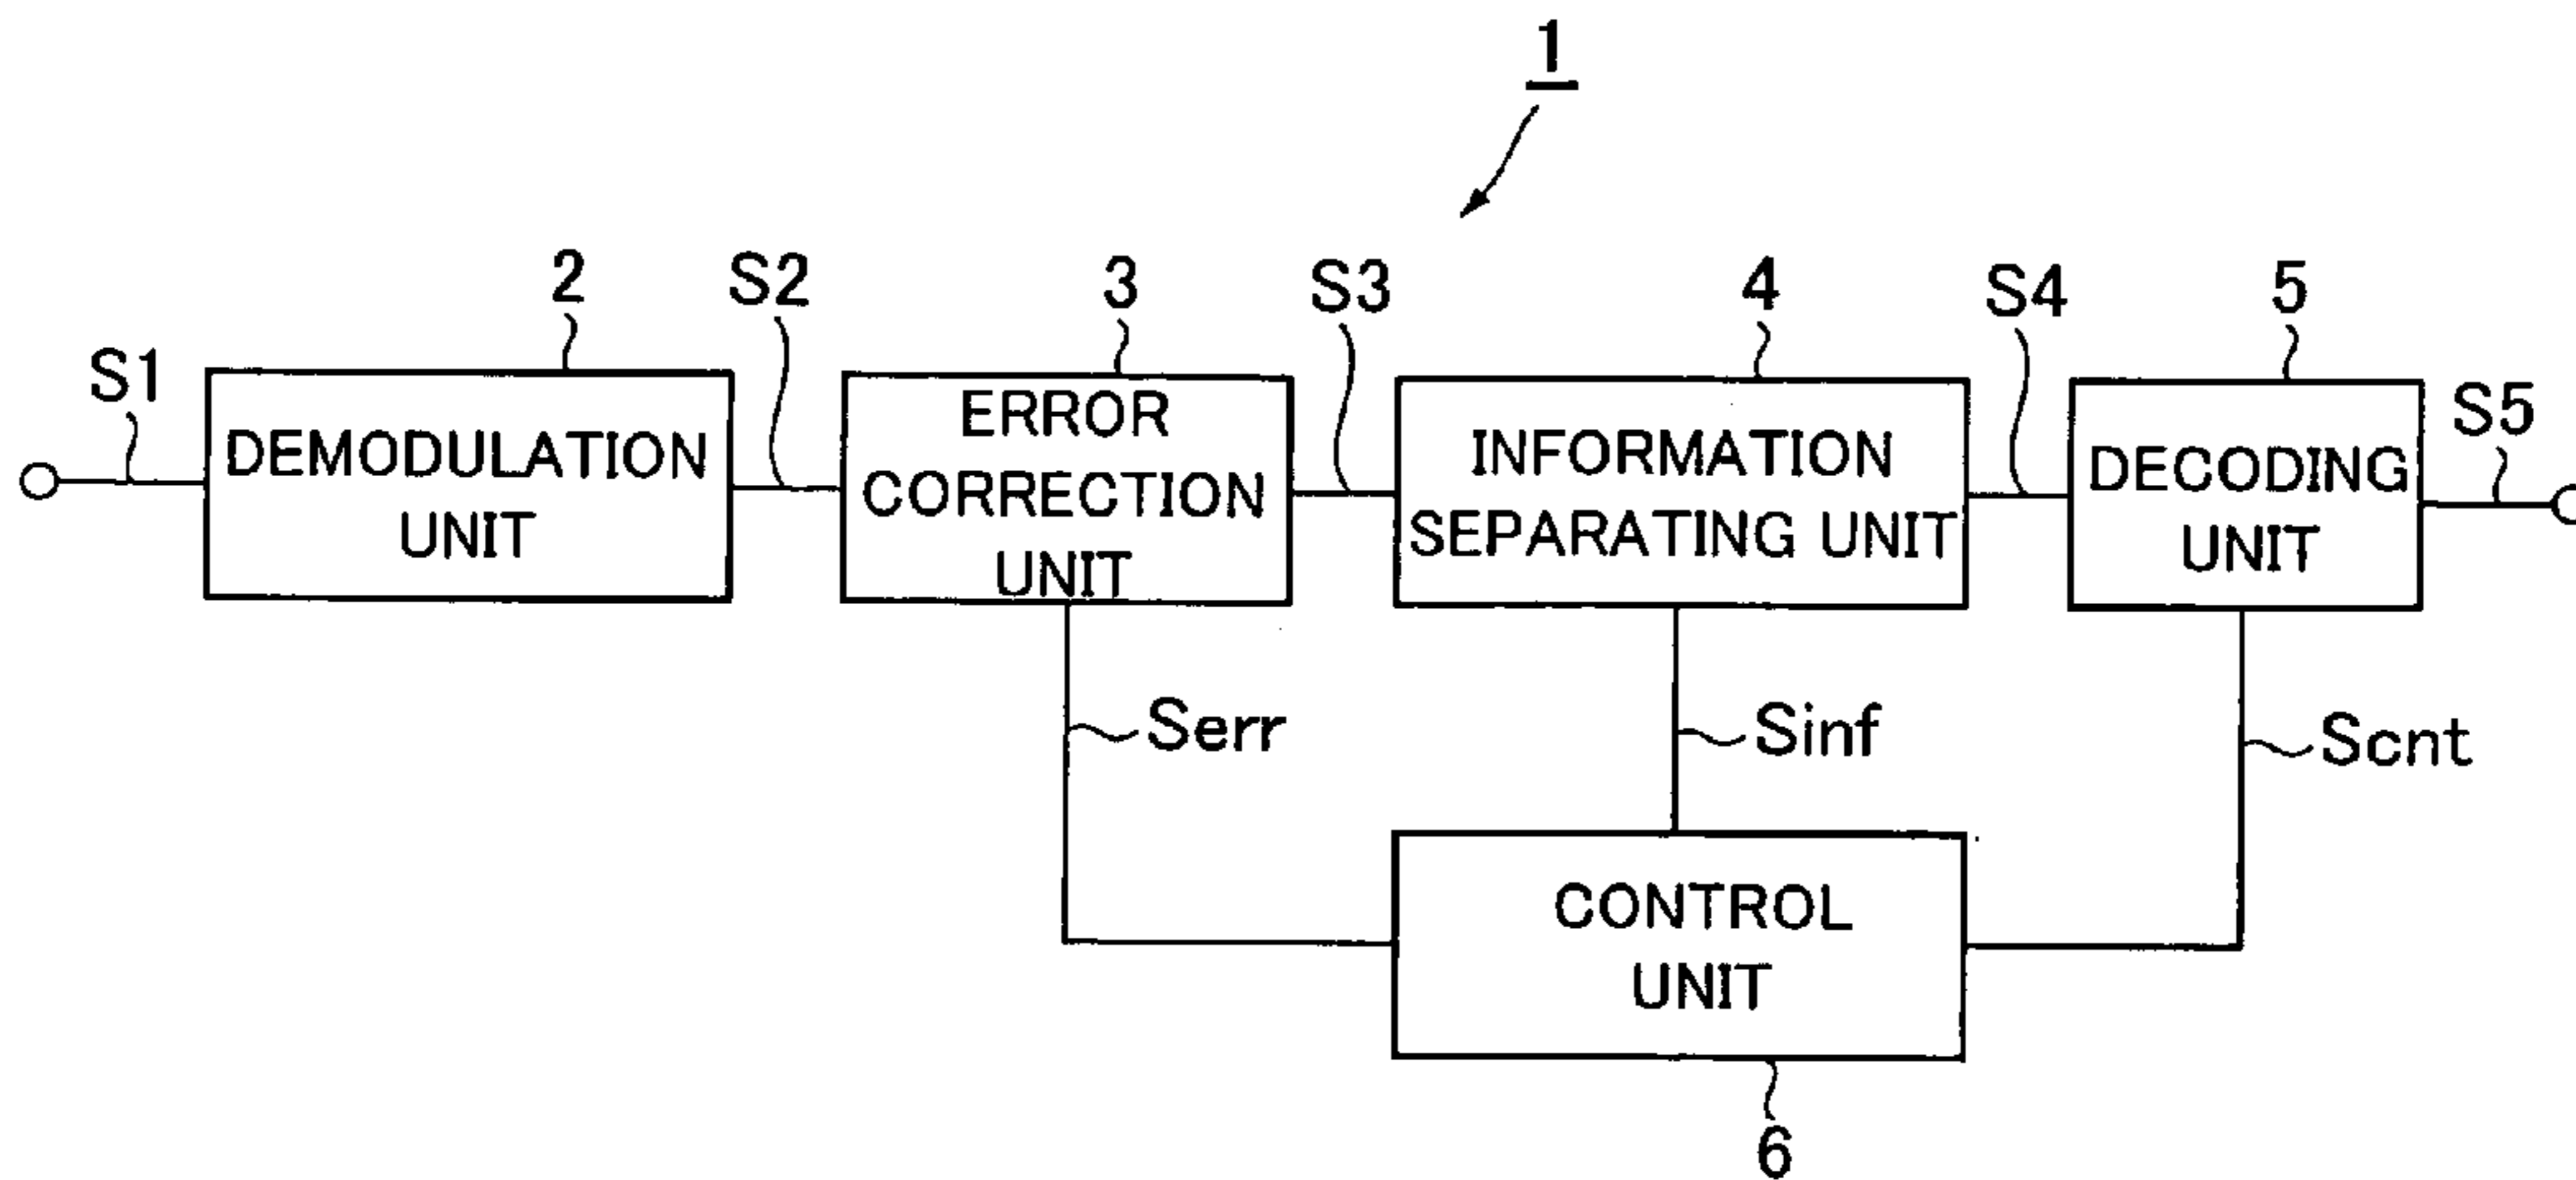 1
2
S2
3
S3
4
S4
5
S1
S5
DEMODULATION
UNIT
ERROR
CORRECTION
UNIT
INFORMATION
SEPARATING UNIT
DECODING
UNIT
Serr
Sinf
Scnt
CONTROL
UNIT
6